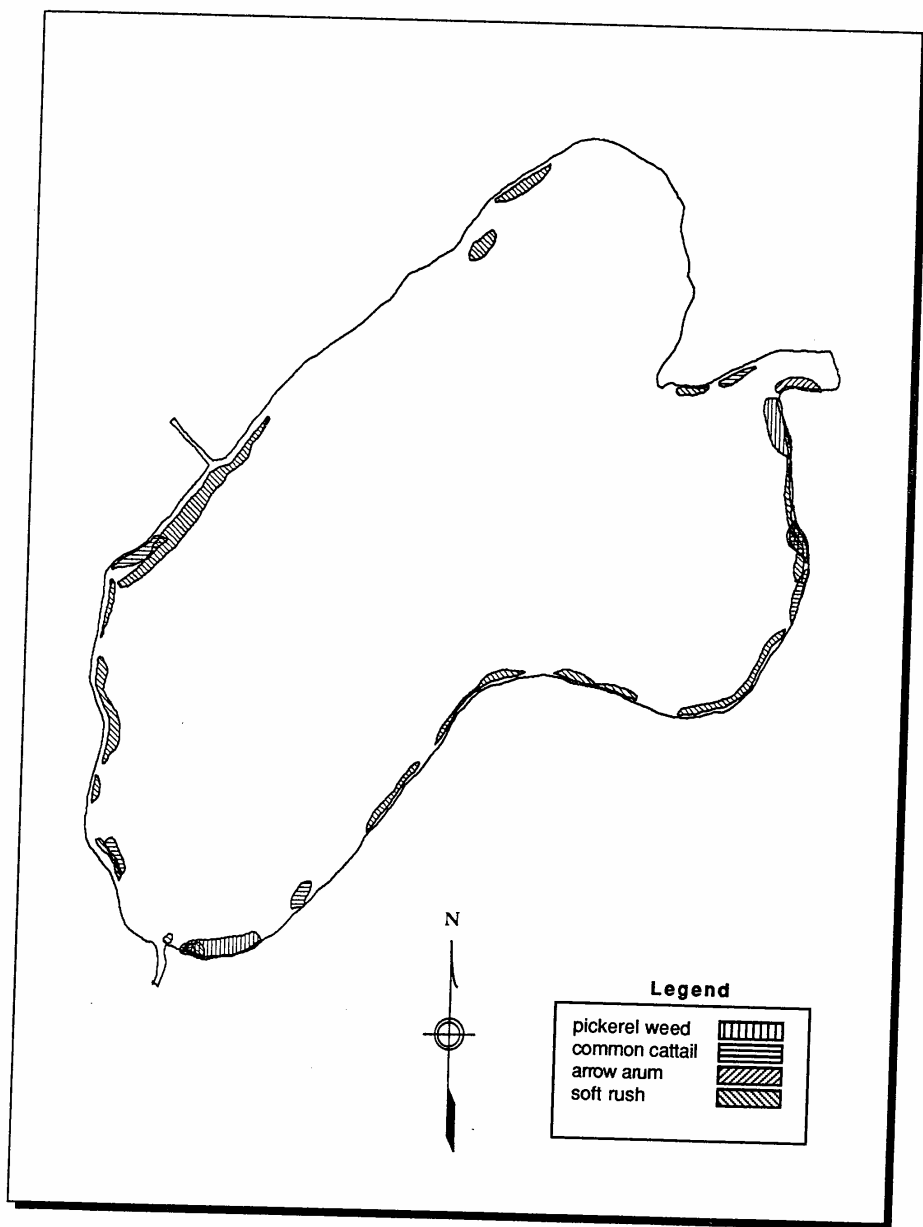 N
Legend
pickerel weed
common cattail
arrow arum
soft rush